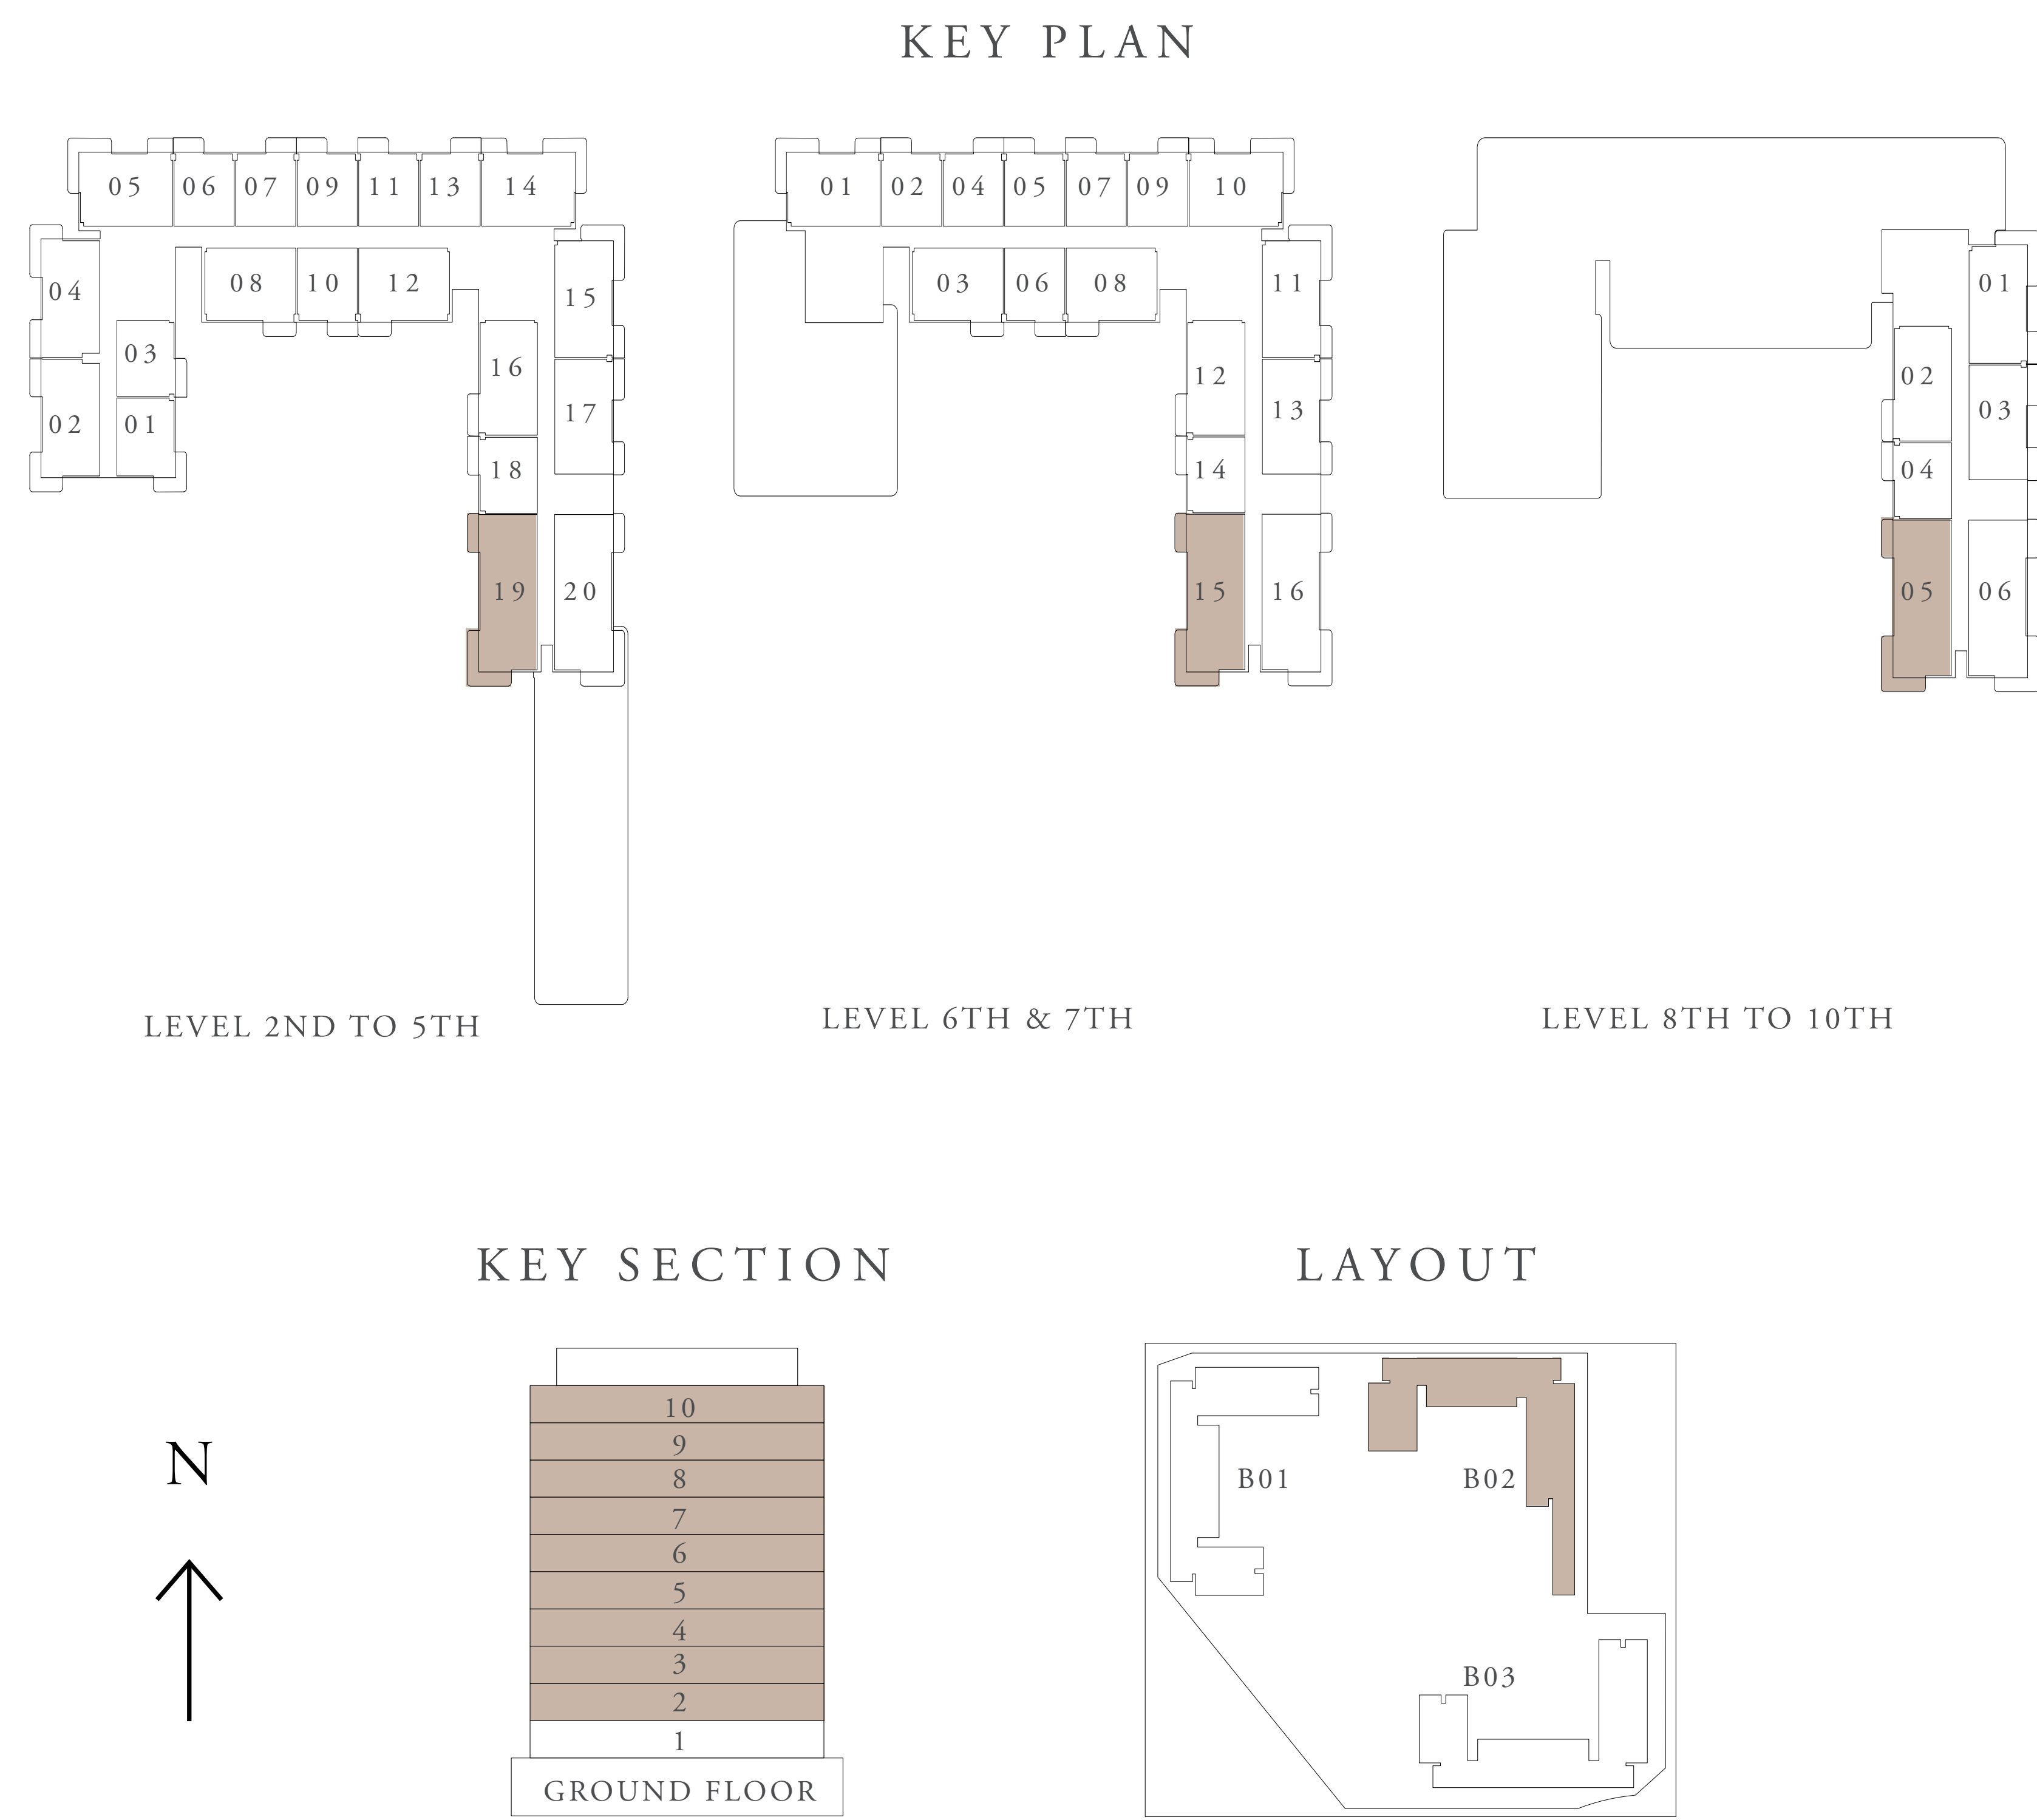 KEY PLAN
05 06 07 09 11 13 14
04 08 10 12 15
03 16
02 01 17
18
19 20
LEVEL 2ND TO 5TH
01 02 04 05 07 09 10
03 06 08 11
12 13
14
15 16
LEVEL 6TH & 7TH
01
02 03
04
05 06
LEVEL 8TH TO 10TH
KEY SECTION
10
9
8
7
6
5
4
3
2
1
GROUND FLOOR
N
LAYOUT
B01 B02
B03